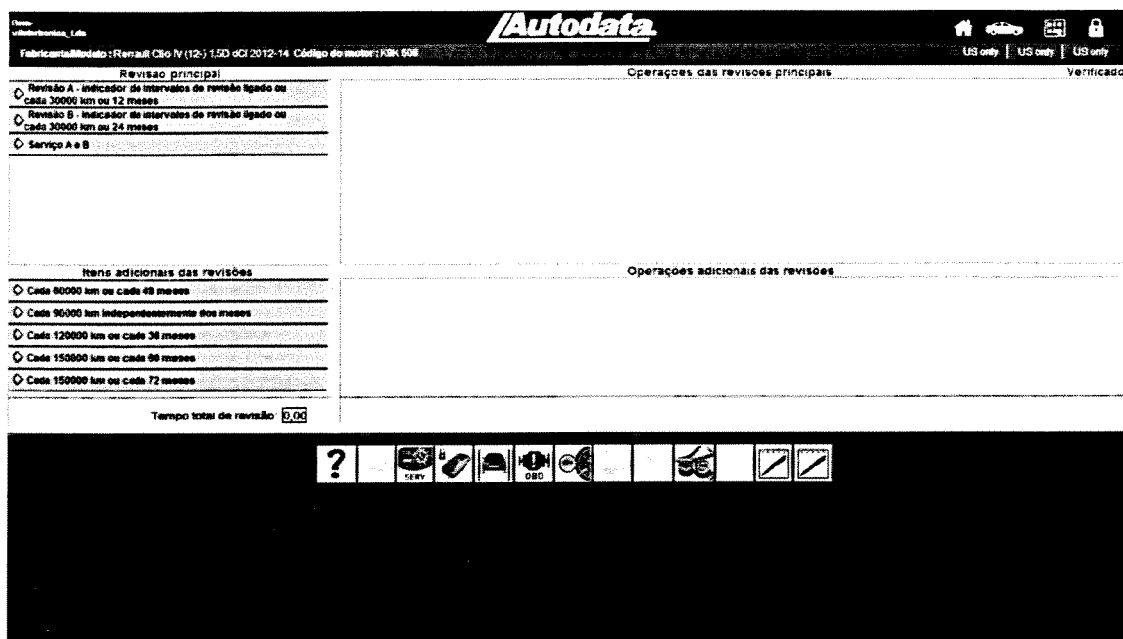 /Autodata.
Fabricante/Modelo : Renault Clio IV (12-) 1,5D dCI 2012-14 Código do motor : K9K 608
US only | US only | US only
Revisão principal
Operações das revisões principais
Verificado
Revisão A - indicador de intervalos de revisão ligado ou
cada 30000 km ou 12 meses
Revisão B - indicador de intervalos de revisão ligado ou
cada 30000 km ou 24 meses
Serviço A e B
Itens adicionais das revisões
Operações adicionais das revisões
Cada 60000 km ou cada 48 meses
Cada 90000 km independentemente dos meses
Cada 120000 km ou cada 36 meses
Cada 150000 km ou cada
meses
Cada 150000 km ou cada 72 meses
Tempo total de revisão 0,00
?
SERV
OBD